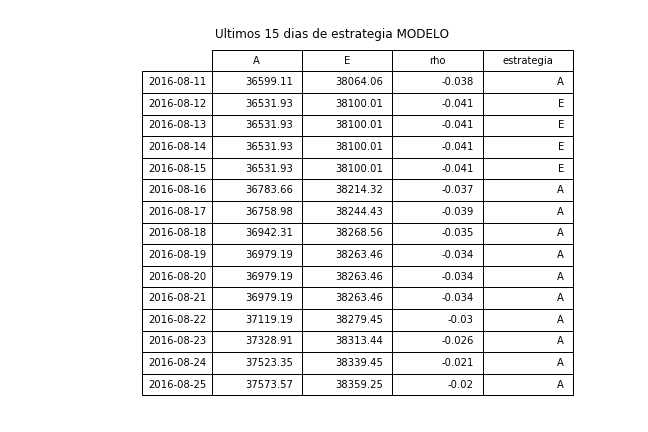 Ultimos 15 dias de estrategia MODELO
A E rho estrategia
2016-08-11 36599.11 38064.06 -0.038 A
2016-08-12 36531.93 38100.01 -0.041 E
2016-08-13 36531.93 38100.01 -0.041 E
2016-08-14 36531.93 38100.01 -0.041 E
2016-08-15 36531.93 38100.01 -0.041 E
2016-08-16 36783.66 38214.32 -0.037 A
2016-08-17 36758.98 38244.43 -0.039 A
2016-08-18 36942.31 38268.56 -0.035 A
2016-08-19 36979.19 38263.46 -0.034 A
2016-08-20 36979.19 38263.46 -0.034 A
2016-08-21 36979.19 38263.46 -0.034 A
2016-08-22 37119.19 38279.45 -0.03 A
2016-08-23 37328.91 38313.44 -0.026 A
2016-08-24 37523.35 38339.45 -0.021 A
2016-08-25 37573.57 38359.25 -0.02 A